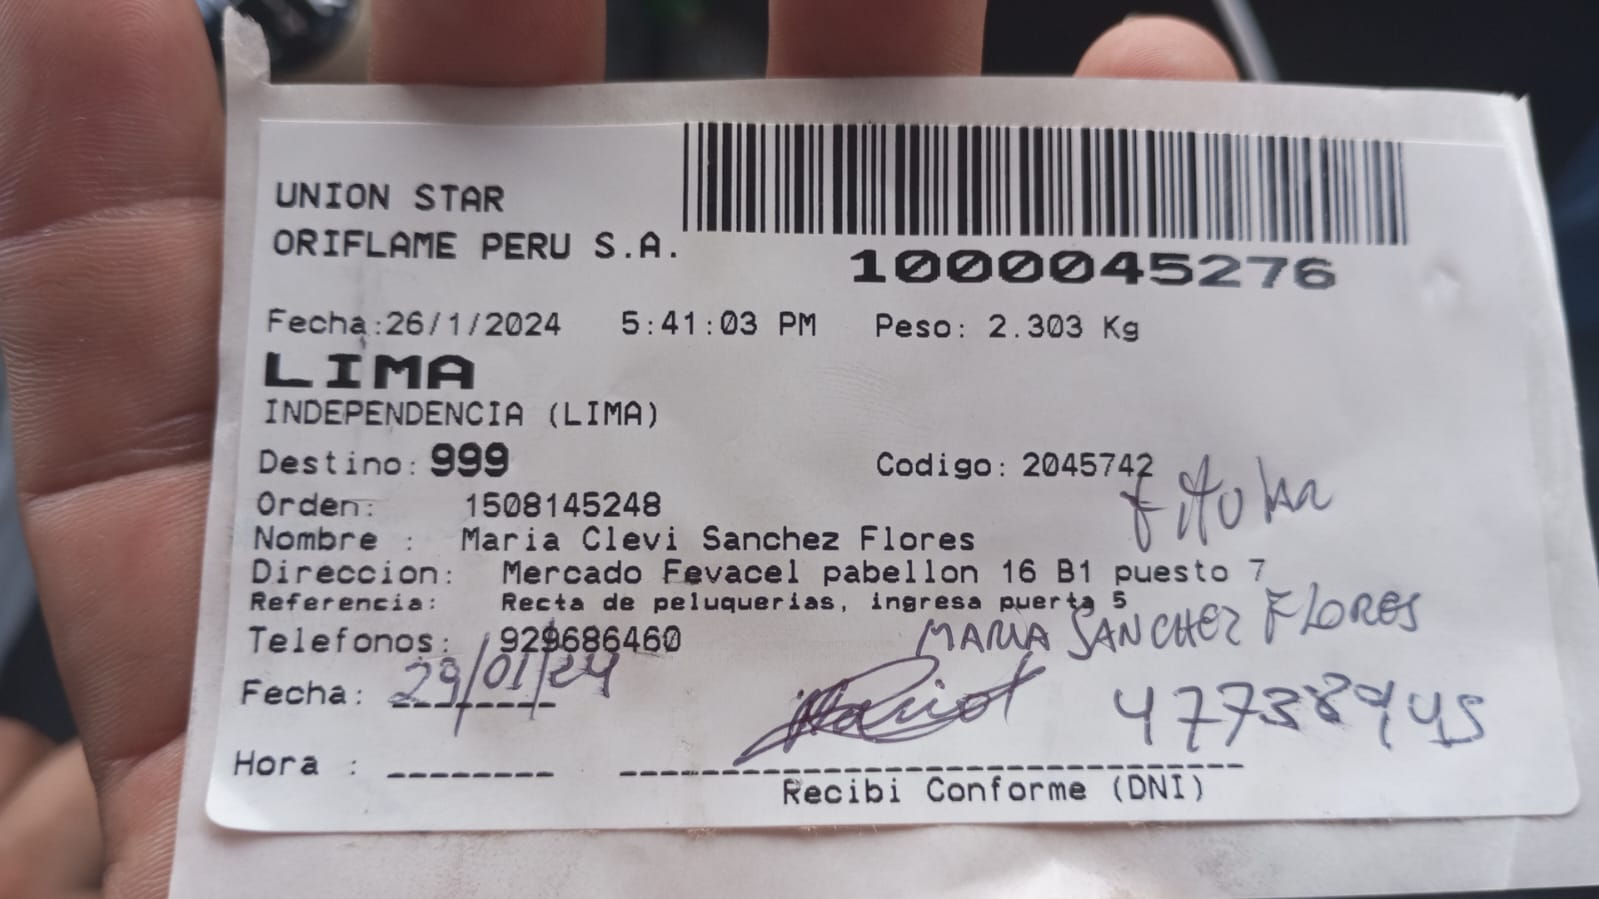 UNION STAR
ORIFLAME PERU S.A.
1000045276
Fecha:26/1/2024 5:41:03 PM Peso: 2.303 Kg
LIMA
INDEPENDENCIA (LIMA)
Destino: 999 Codigo: 2045742
Orden: 1508145248
Nombre : Maria Clevi Sanchez Flores
Direccion: Mercado Fevacel pabellon 16 B1 puesto 7
Referencia: Recta de peluquerias, ingresa puerta 5
Telefonos: 929686460 MARIA SANCHEZ FLORES
Fecha: 29/01/24
Hora :
Recibi Conforme (DNI)